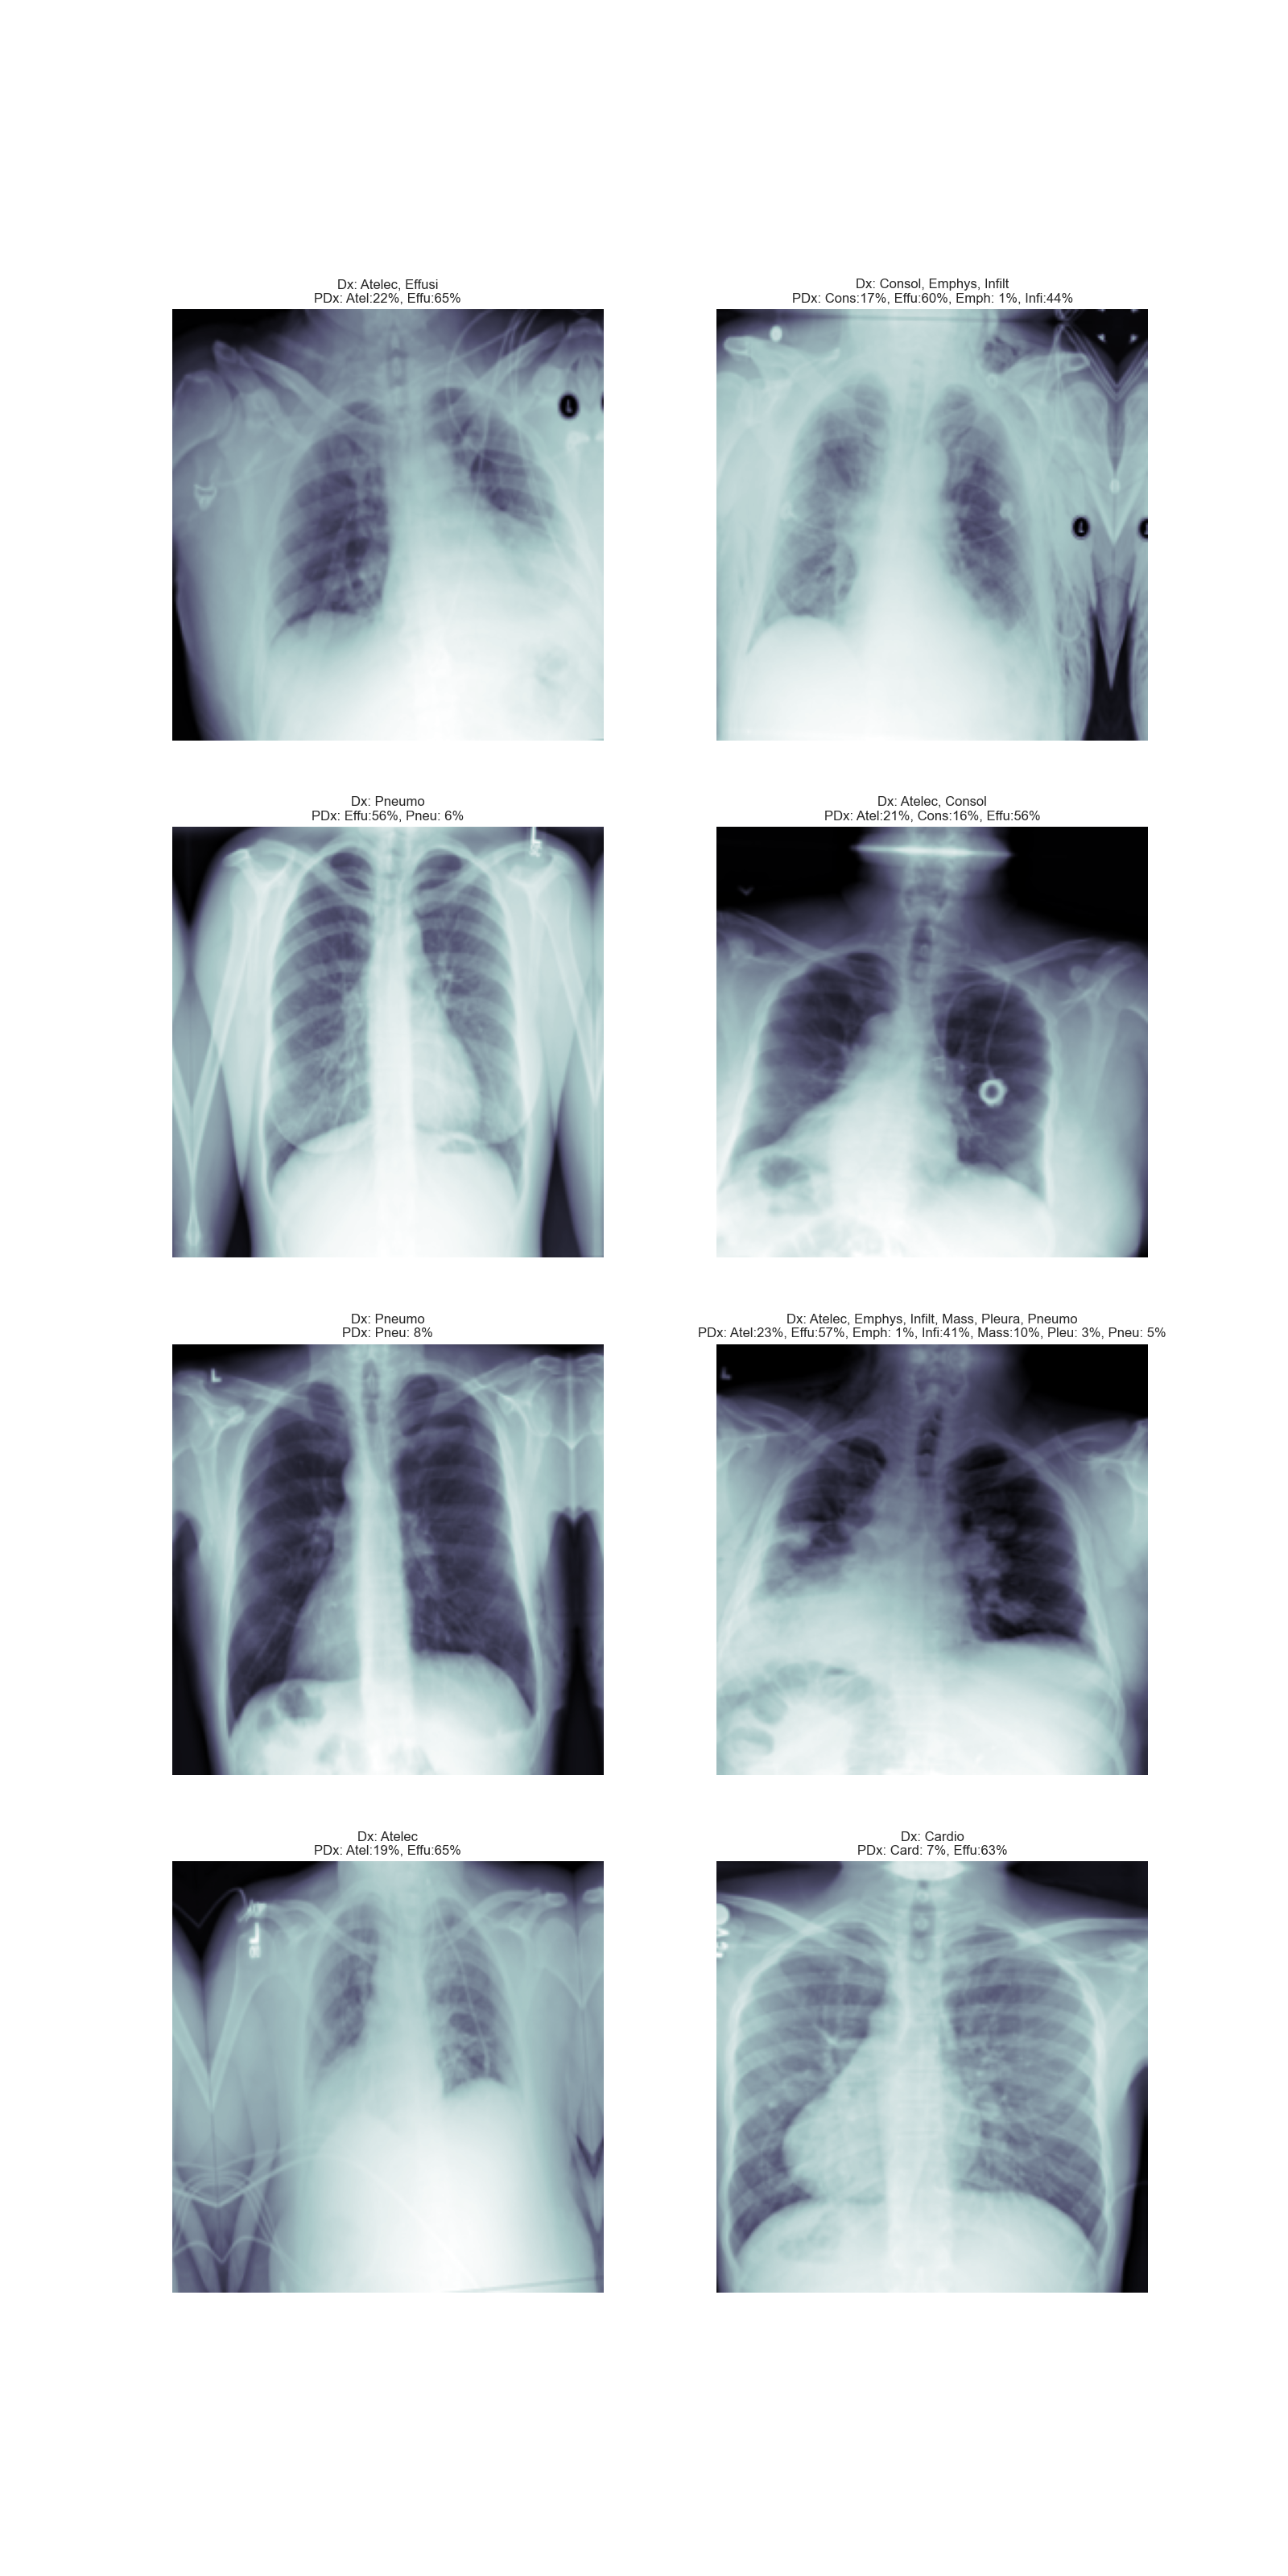 Dx: Atelec, Effusi
PDx: Atel:22%, Effu:65%
Dx: Consol, Emphys, Infilt
PDx: Cons:17%, Effu:60%, Emph: 1%, Infi:44%
L
L
Dx: Pneumo
PDx: Effu:56%, Pneu: 6%
Dx: Atelec, Consol
PDx: Atel:21%, Cons:16%, Effu:56%
Dx: Pneumo
PDx: Pneu: 8%
Dx: Atelec, Emphys, Infilt, Mass, Pleura, Pneumo
PDx: Atel:23%, Effu:57%, Emph: 1%, Infi:41%, Mass:10%, Pleu: 3%, Pneu: 5%
L
L
Dx: Atelec
PDx: Atel:19%, Effu:65%
Dx: Cardio
PDx: Card: 7%, Effu:63%